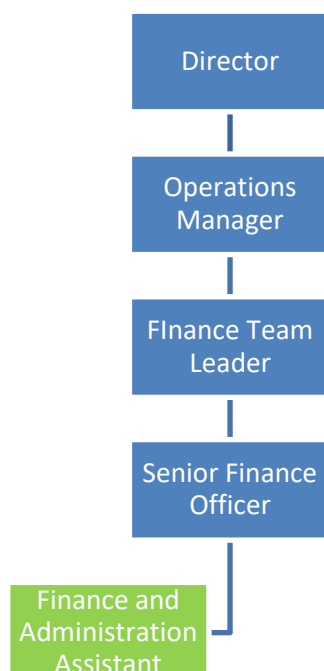 Director
Operations
Manager
FInance Team
Leader
Senior Finance
Officer
Finance and
Administration
Assistant